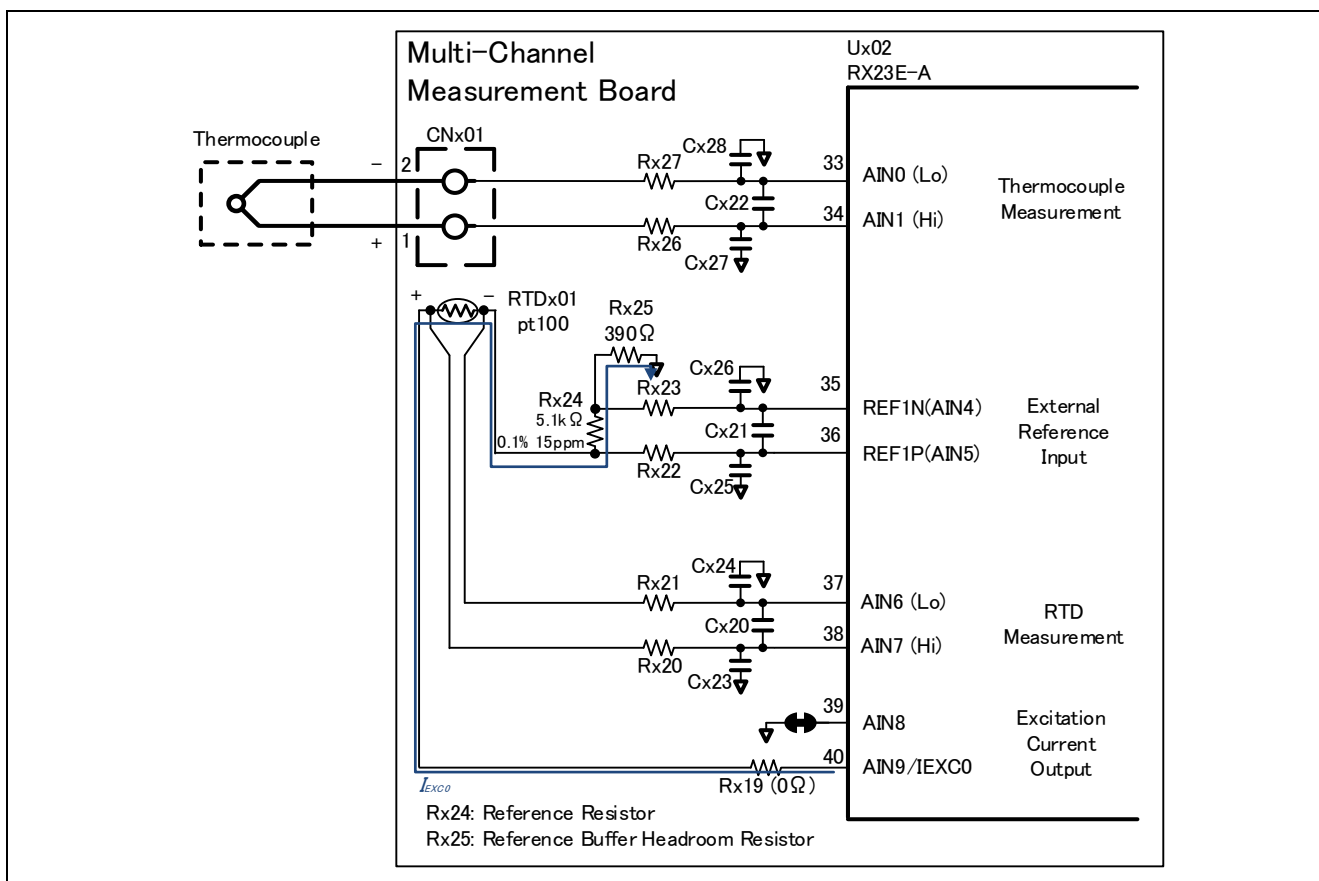 Multi-Channel
Measurement Board
Ux02
RX23E-A
Thermocouple
CNx01
-
2
+
1
Rx27
Cx28
33
AIN0 (Lo)
Cx22
34
AIN1 (Hi)
Rx26
Cx27
Thermocouple
Measurement
+
-
RTDx01
pt100
Rx25
390Ω
Rx24
5.1kΩ
0.1% 15ppm
Rx23
Cx26
35
REF1N(AIN4)
Cx21
36
REF1P(AIN5)
Rx22
Cx25
External
Reference
Input
Rx21
Cx24
37
AIN6 (Lo)
Cx20
38
AIN7 (Hi)
Rx20
Cx23
RTD
Measurement
39
AIN8
40
AIN9/IEXC0
Excitation
Current
Output
IEXC0
Rx19 (0Ω)
Rx24: Reference Resistor
Rx25: Reference Buffer Headroom Resistor